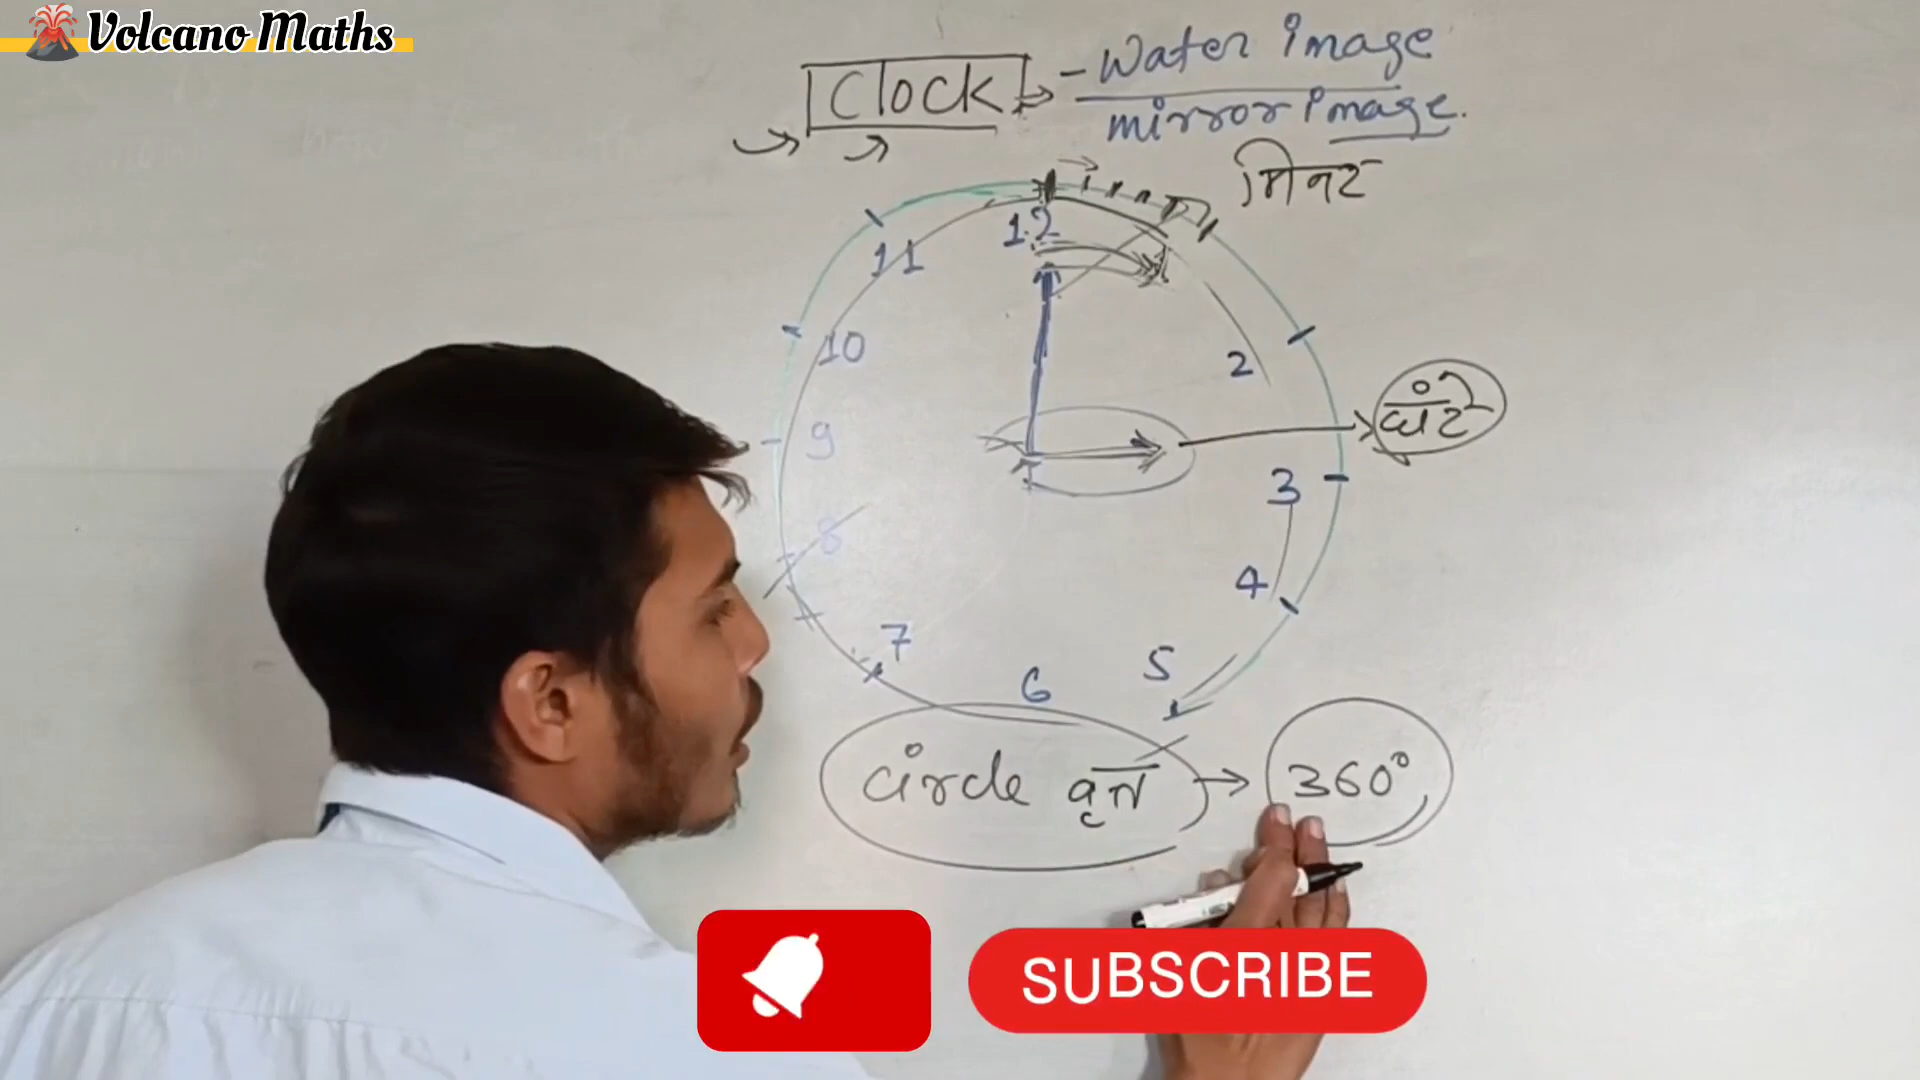 Volcano Maths
Clock → - Water image
mirror image.
मिनट
12
11
10
2
9
घंटे
3
8
4
7
5
6
circle वृत्त → 360°
SUBSCRIBE